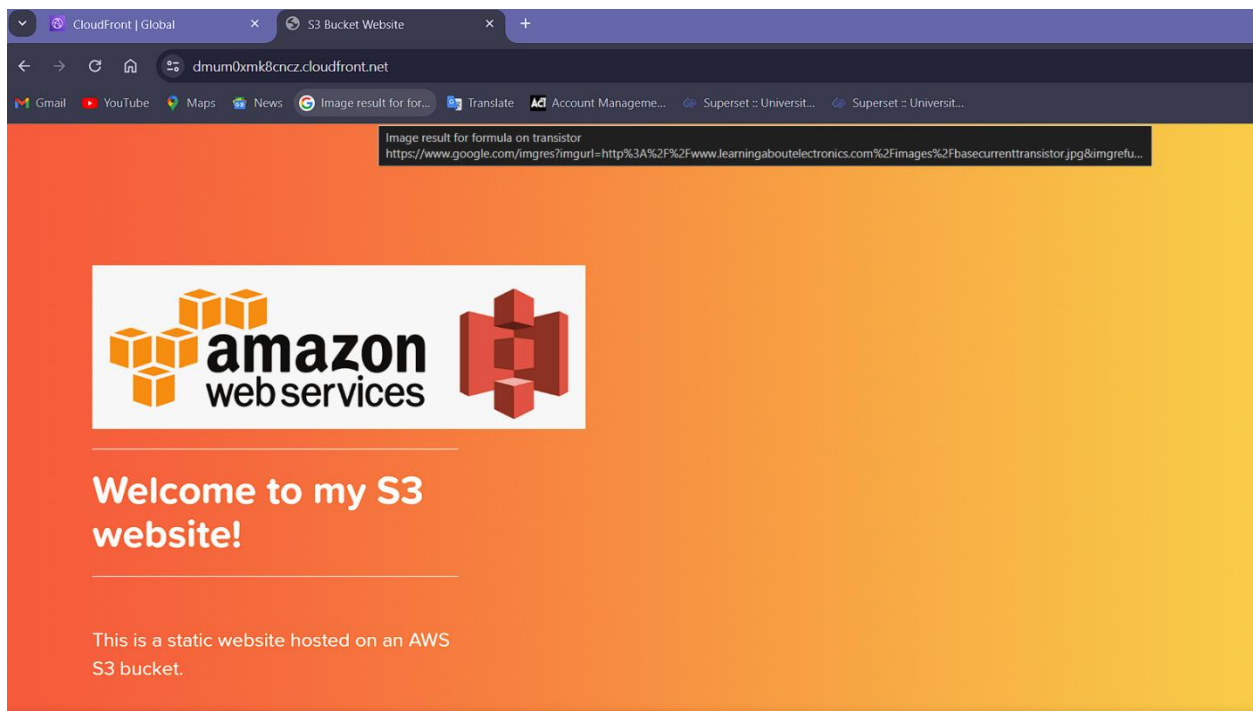 CloudFront | Global
S3 Bucket Website
dmum0xmk8cncz.cloudfront.net
Gmail YouTube Maps News Image result for for... Translate Account Manageme... Superset :: Universit... Superset :: Universit...
Image result for formula on transistor
https://www.google.com/imgres?imgurl=http%3A%2F%2Fwww.learningaboutelectronics.com%2Fimages%2Fbasecurrenttransistor.jpg&imgrefu...
amazon
web services
Welcome to my S3
website!
This is a static website hosted on an AWS
S3 bucket.